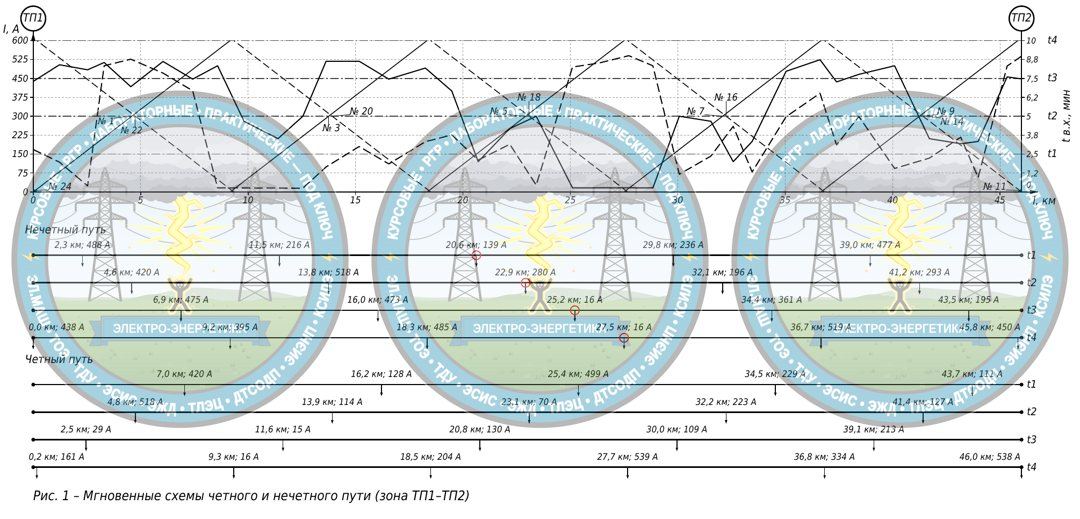 ТП1 ТП2
I, А
600 10 t4
525 8,8
450 7,5 t3
375 6,2
300 5 t2
225 3,8
150 2,5 t1
75 1,2
0 0
t в.х., мин
№ 1 № 22 № 24 № 3 № 20 № 5 № 18 № 7 № 16 № 9 № 14 № 11
0 5 10 15 20 25 30 35 40 45 l, км
Нечетный путь
2,3 км; 488 А 11,5 км; 216 А 20,6 км; 139 А 29,8 км; 236 А 39,0 км; 477 А t1
4,6 км; 420 А 13,8 км; 518 А 22,9 км; 280 А 32,1 км; 196 А 41,2 км; 293 А t2
6,9 км; 475 А 16,0 км; 473 А 25,2 км; 16 А 34,4 км; 361 А 43,5 км; 195 А t3
0,0 км; 438 А 9,2 км; 395 А 18,3 км; 485 А 27,5 км; 16 А 36,7 км; 519 А 45,8 км; 450 А t4
Четный путь
7,0 км; 420 А 16,2 км; 128 А 25,4 км; 499 А 34,5 км; 229 А 43,7 км; 111 А t1
4,8 км; 518 А 13,9 км; 114 А 23,1 км; 70 А 32,2 км; 223 А 41,4 км; 127 А t2
2,5 км; 29 А 11,6 км; 15 А 20,8 км; 130 А 30,0 км; 109 А 39,1 км; 213 А t3
0,2 км; 161 А 9,3 км; 16 А 18,5 км; 204 А 27,7 км; 539 А 36,8 км; 334 А 46,0 км; 538 А t4
Рис. 1 – Мгновенные схемы четного и нечетного пути (зона ТП1–ТП2)